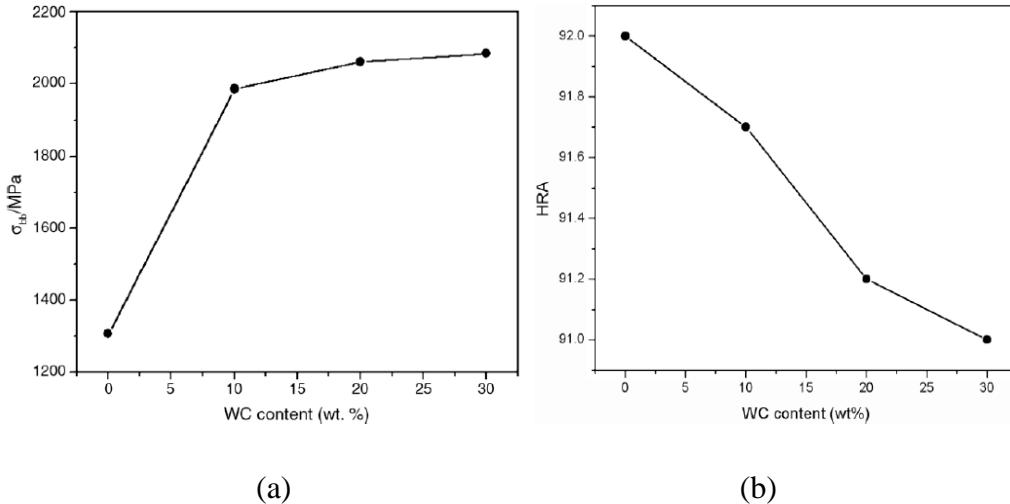 2200
2000
1800
1600
1400
1200
σbb/MPa
0 5 10 15 20 25 30
WC content (wt. %)
(a)
92.0
91.8
91.6
91.4
91.2
91.0
HRA
0 5 10 15 20 25 30
WC content (wt%)
(b)